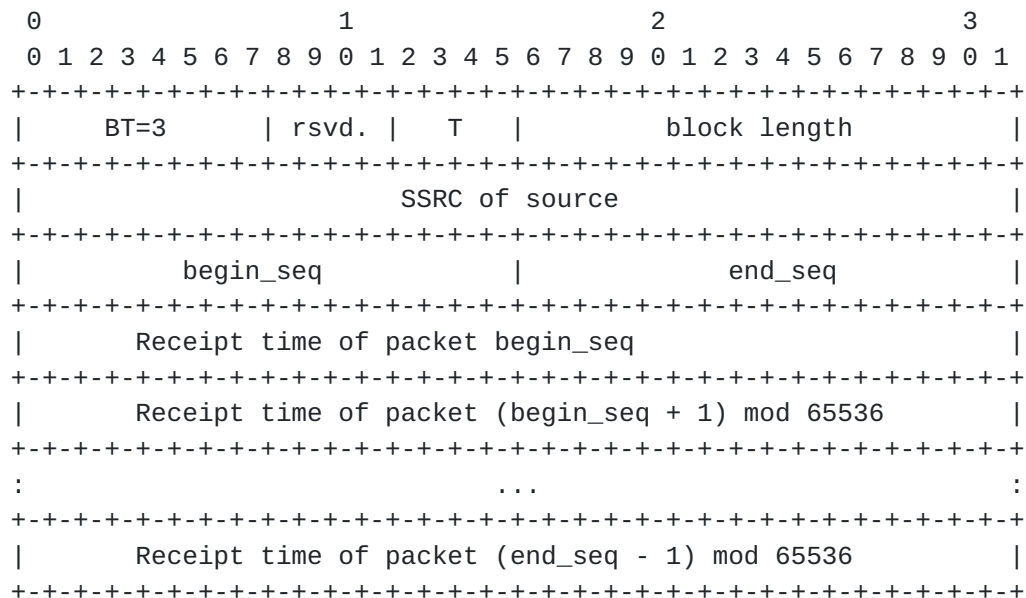 0                   1                   2                   3
 0 1 2 3 4 5 6 7 8 9 0 1 2 3 4 5 6 7 8 9 0 1 2 3 4 5 6 7 8 9 0 1
+-+-+-+-+-+-+-+-+-+-+-+-+-+-+-+-+-+-+-+-+-+-+-+-+-+-+-+-+-+-+-+-+
|     BT=3      | rsvd. |   T   |         block length          |
+-+-+-+-+-+-+-+-+-+-+-+-+-+-+-+-+-+-+-+-+-+-+-+-+-+-+-+-+-+-+-+-+
|                        SSRC of source                         |
+-+-+-+-+-+-+-+-+-+-+-+-+-+-+-+-+-+-+-+-+-+-+-+-+-+-+-+-+-+-+-+-+
|          begin_seq            |             end_seq           |
+-+-+-+-+-+-+-+-+-+-+-+-+-+-+-+-+-+-+-+-+-+-+-+-+-+-+-+-+-+-+-+-+
|       Receipt time of packet begin_seq                        |
+-+-+-+-+-+-+-+-+-+-+-+-+-+-+-+-+-+-+-+-+-+-+-+-+-+-+-+-+-+-+-+-+
|       Receipt time of packet (begin_seq + 1) mod 65536        |
+-+-+-+-+-+-+-+-+-+-+-+-+-+-+-+-+-+-+-+-+-+-+-+-+-+-+-+-+-+-+-+-+
:                              ...                              :
+-+-+-+-+-+-+-+-+-+-+-+-+-+-+-+-+-+-+-+-+-+-+-+-+-+-+-+-+-+-+-+-+
|       Receipt time of packet (end_seq - 1) mod 65536          |
+-+-+-+-+-+-+-+-+-+-+-+-+-+-+-+-+-+-+-+-+-+-+-+-+-+-+-+-+-+-+-+-+